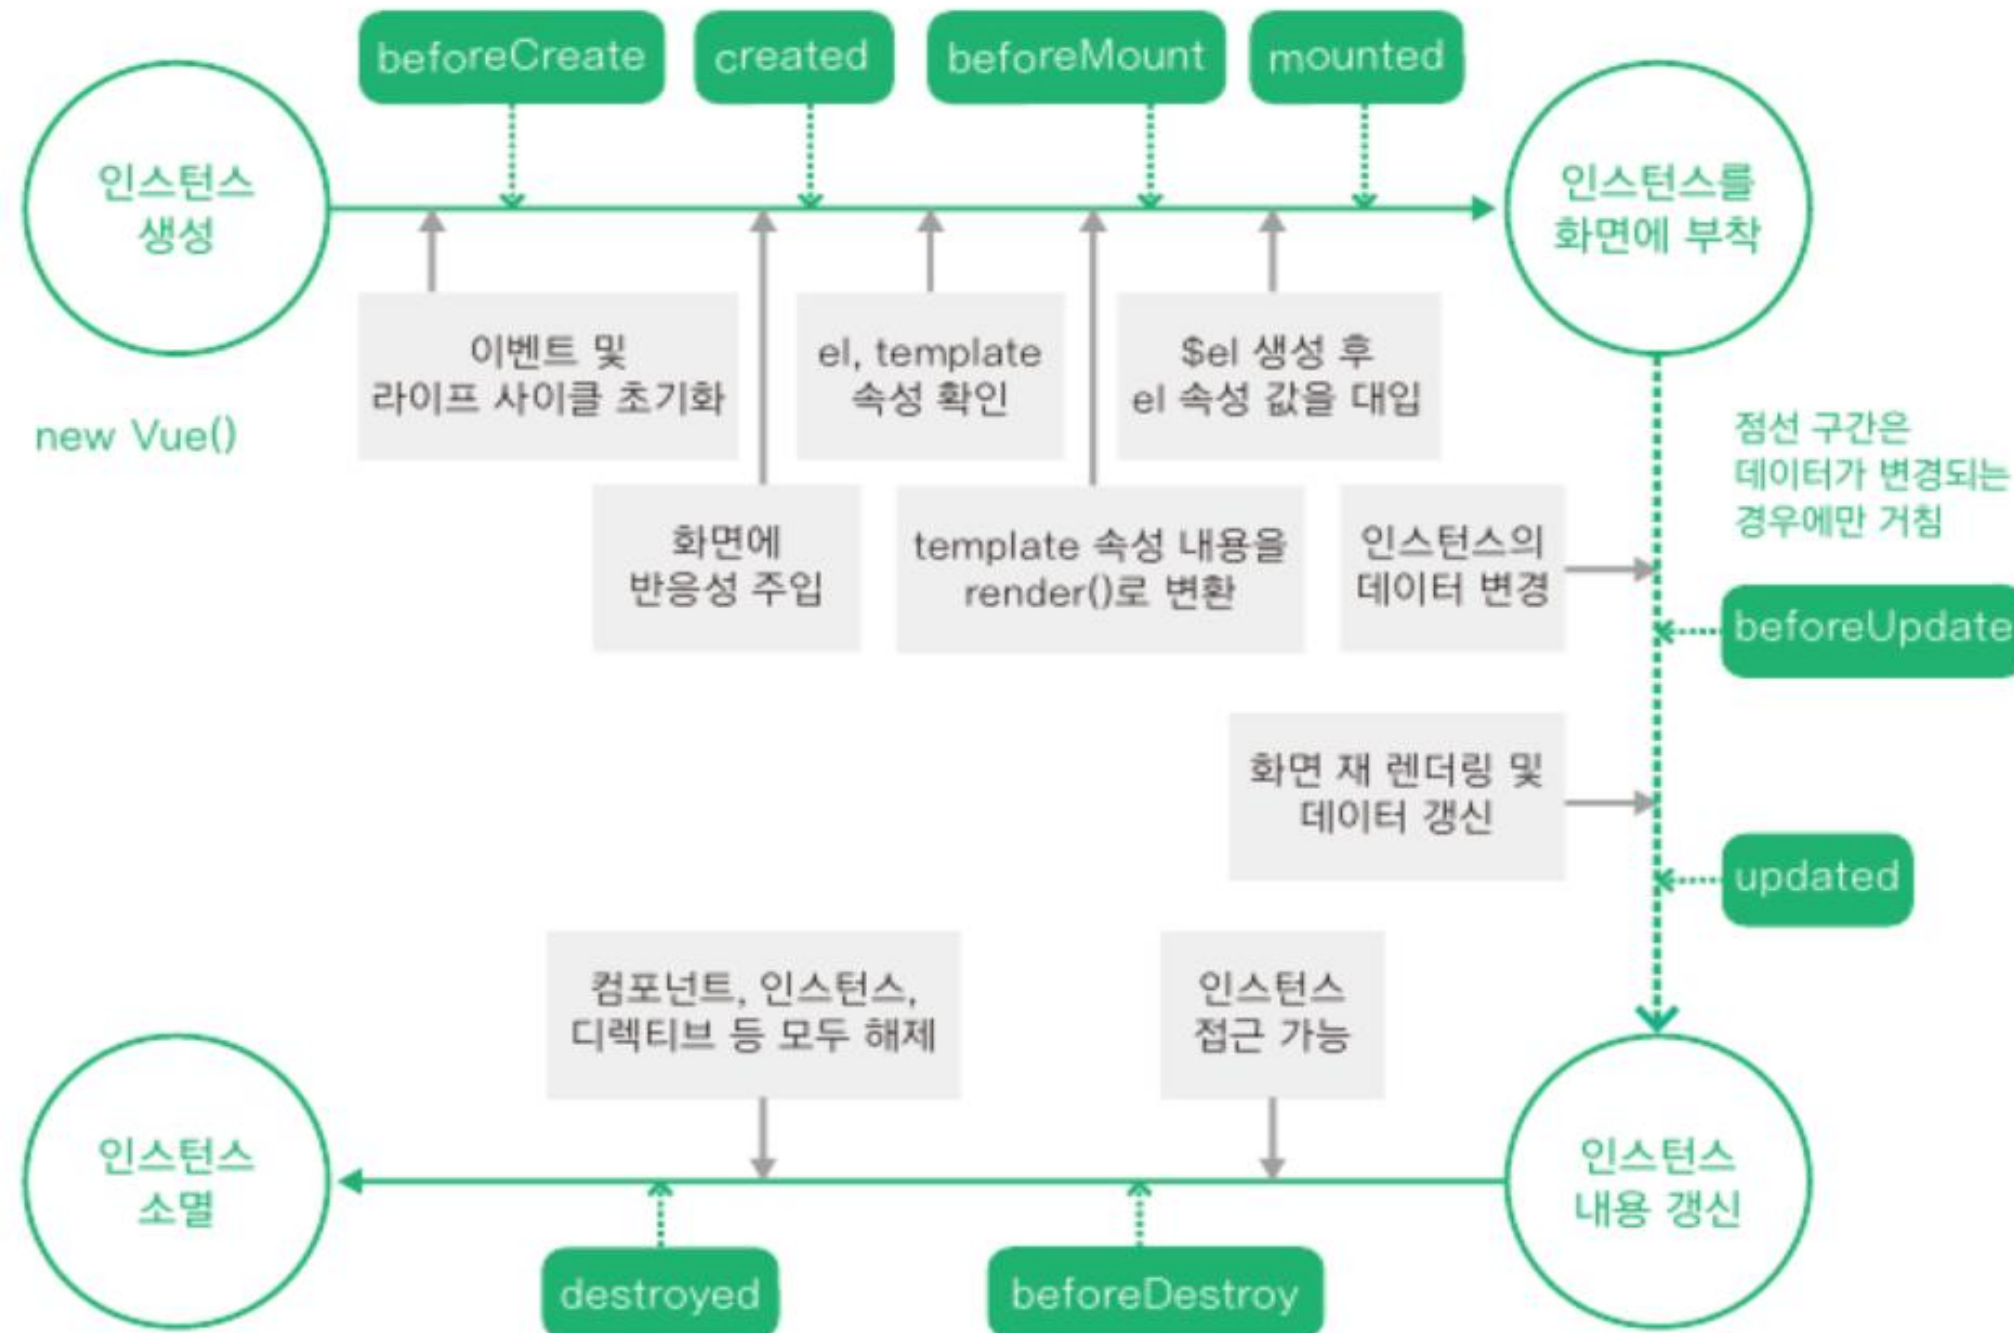 beforeCreate
created
beforeMount
mounted
인스턴스
생성
인스턴스를
화면에 부착
new Vue()
이벤트 및
라이프 사이클 초기화
el, template
속성 확인
$el 생성 후
el 속성 값을 대입
점선 구간은
데이터가 변경되는
경우에만 거침
화면에
반응성 주입
template 속성 내용을
render()로 변환
인스턴스의
데이터 변경
beforeUpdate
화면 재 렌더링 및
데이터 갱신
updated
컴포넌트, 인스턴스,
디렉티브 등 모두 해제
인스턴스
접근 가능
인스턴스
소멸
인스턴스
내용 갱신
destroyed
beforeDestroy